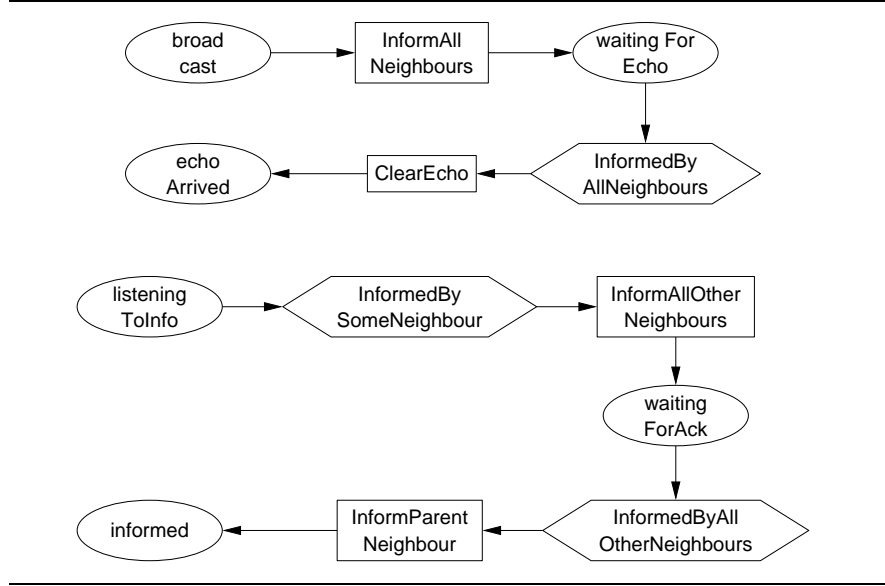 broad
cast
InformAll
Neighbours
waiting For
Echo
echo
Arrived
ClearEcho
InformedBy
AllNeighbours
listening
ToInfo
InformedBy
SomeNeighbour
InformAllOther
Neighbours
waiting
ForAck
informed
InformParent
Neighbour
InformedByAll
OtherNeighbours